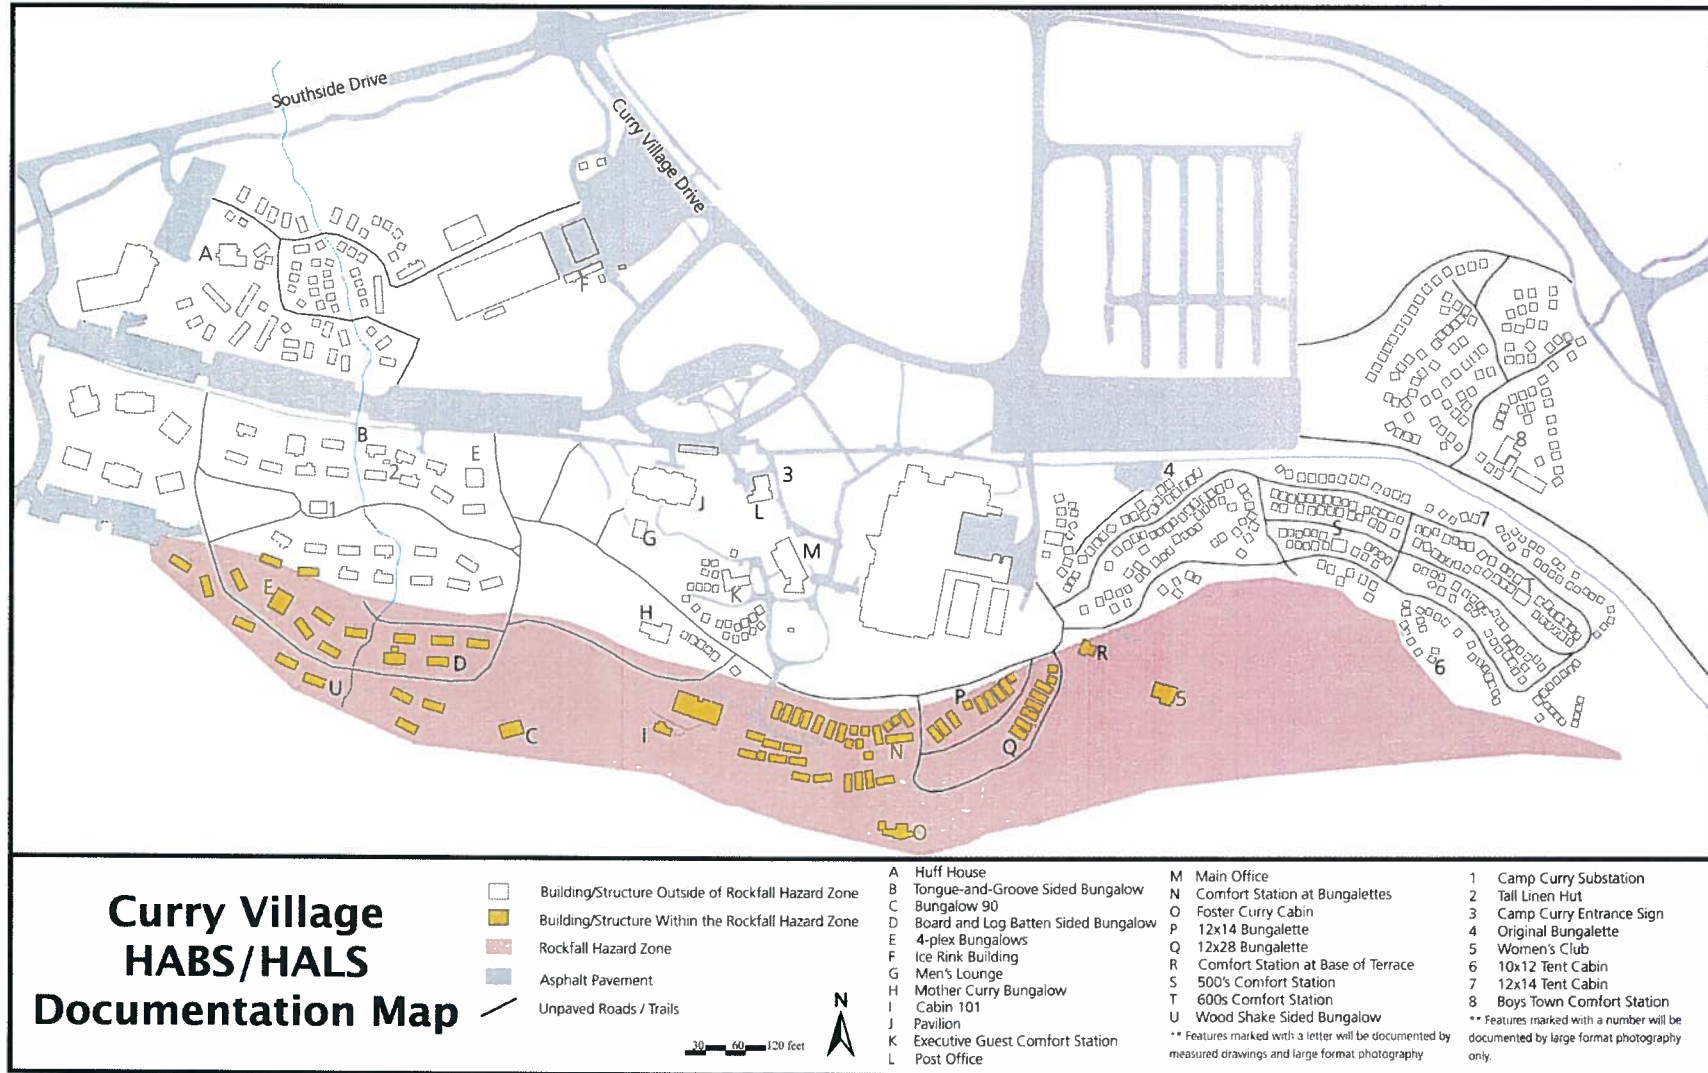 Southside Drive
Curry Village Drive
A
F
B
E
2
1
3
J
L
G
M
K
H
4
S
7
T
8
6
E
D
U
C
I
N
P
Q
R
5
O
Curry Village
HABS/HALS
Documentation Map
Building/Structure Outside of Rockfall Hazard Zone
Building/Structure Within the Rockfall Hazard Zone
Rockfall Hazard Zone
Asphalt Pavement
Unpaved Roads / Trails
30 60 120 feet
N
A Huff House
B Tongue-and-Groove Sided Bungalow
C Bungalow 90
D Board and Log Batten Sided Bungalow
E 4-plex Bungalows
F Ice Rink Building
G Men's Lounge
H Mother Curry Bungalow
I Cabin 101
J Pavilion
K Executive Guest Comfort Station
L Post Office
M Main Office
N Comfort Station at Bungalettes
O Foster Curry Cabin
P 12x14 Bungalette
Q 12x28 Bungalette
R Comfort Station at Base of Terrace
S 500's Comfort Station
T 600s Comfort Station
U Wood Shake Sided Bungalow
** Features marked with a letter will be documented by
measured drawings and large format photography
1 Camp Curry Substation
2 Tall Linen Hut
3 Camp Curry Entrance Sign
4 Original Bungalette
5 Women's Club
6 10x12 Tent Cabin
7 12x14 Tent Cabin
8 Boys Town Comfort Station
** Features marked with a number will be
documented by large format photography
only.